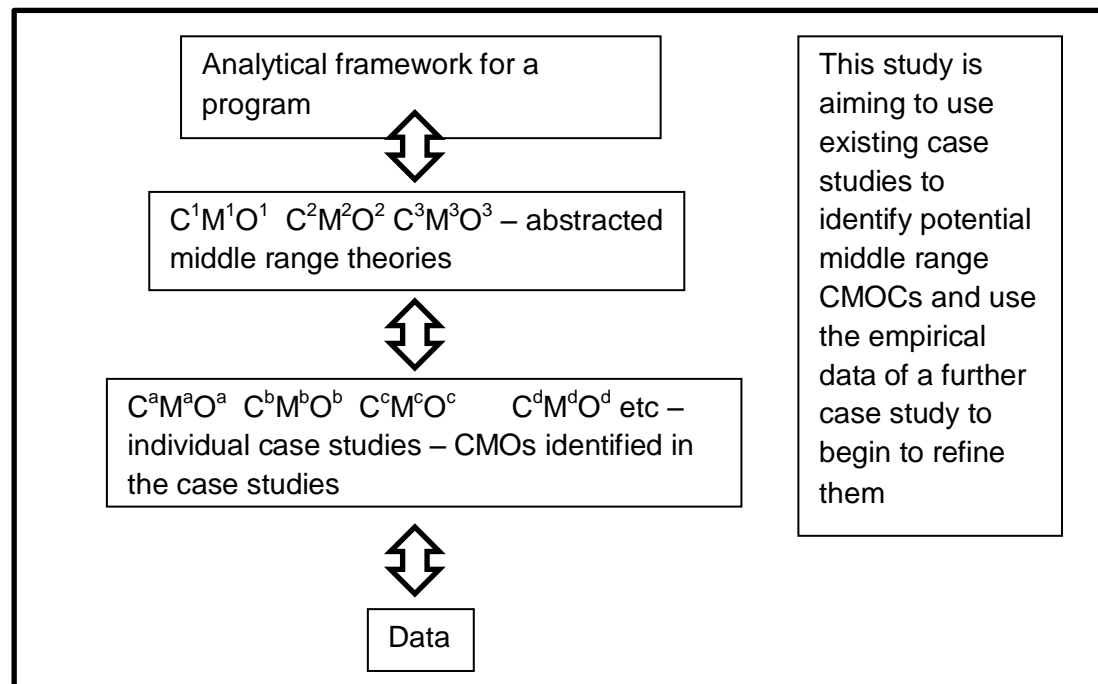 Analytical framework for a
program
C¹M¹O¹ C²M²O² C³M³O³ – abstracted
middle range theories
CᵃMᵃOᵃ CᵇMᵇOᵇ CᶜMᶜOᶜ CᵈMᵈOᵈ etc –
individual case studies – CMOs identified in
the case studies
Data
This study is
aiming to use
existing case
studies to
identify potential
middle range
CMOCs and use
the empirical
data of a further
case study to
begin to refine
them